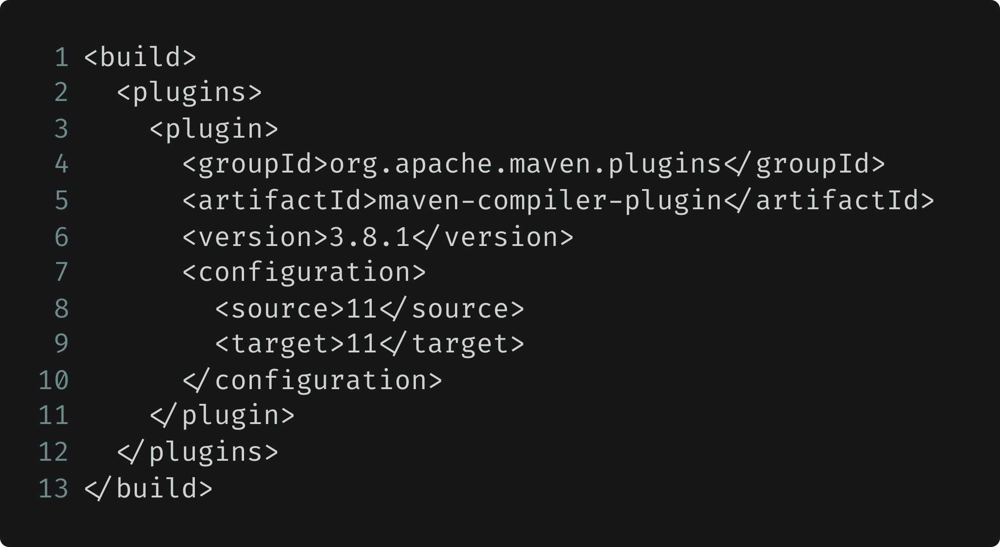 1 <build>
2   <plugins>
3     <plugin>
4       <groupId>org.apache.maven.plugins</groupId>
5       <artifactId>maven-compiler-plugin</artifactId>
6       <version>3.8.1</version>
7       <configuration>
8         <source>11</source>
9         <target>11</target>
10       </configuration>
11     </plugin>
12   </plugins>
13 </build>